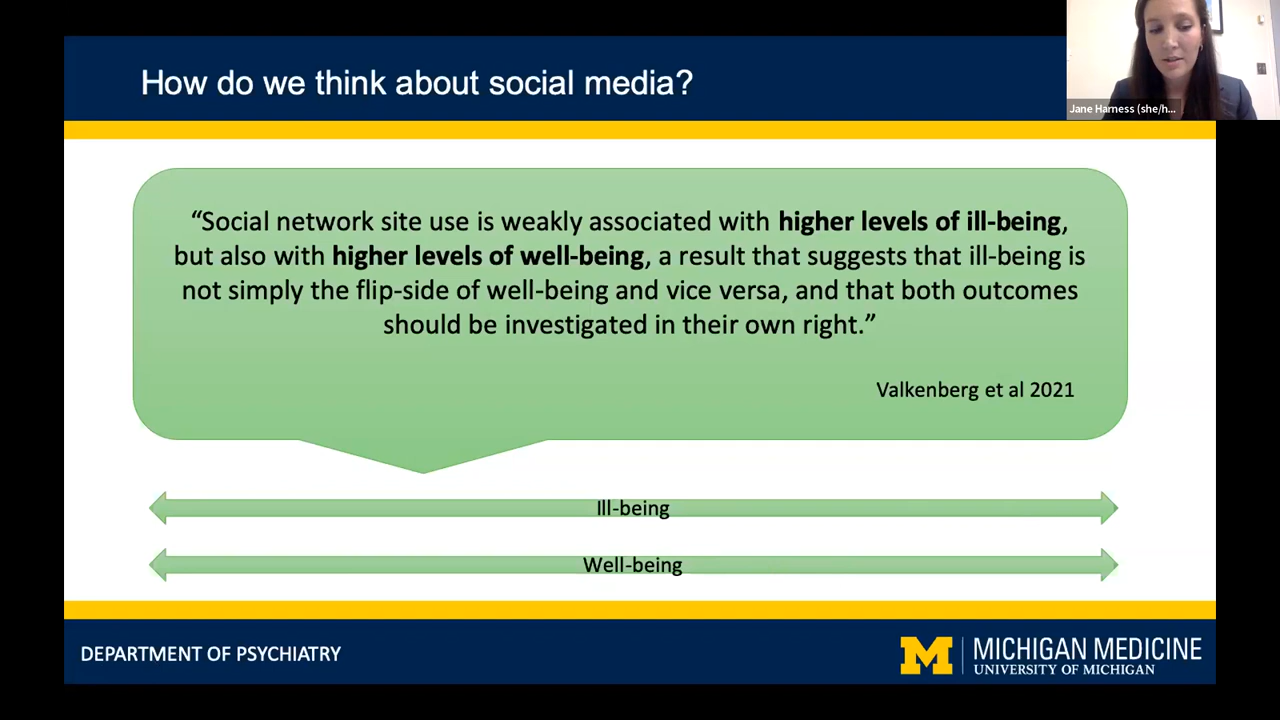 How do we think about social media?
Jane Harness (she/h...
“Social network site use is weakly associated with higher levels of ill-being,
but also with higher levels of well-being, a result that suggests that ill-being is
not simply the flip-side of well-being and vice versa, and that both outcomes
should be investigated in their own right.”
Valkenberg et al 2021
Ill-being
Well-being
DEPARTMENT OF PSYCHIATRY
M
MICHIGAN MEDICINE
UNIVERSITY OF MICHIGAN